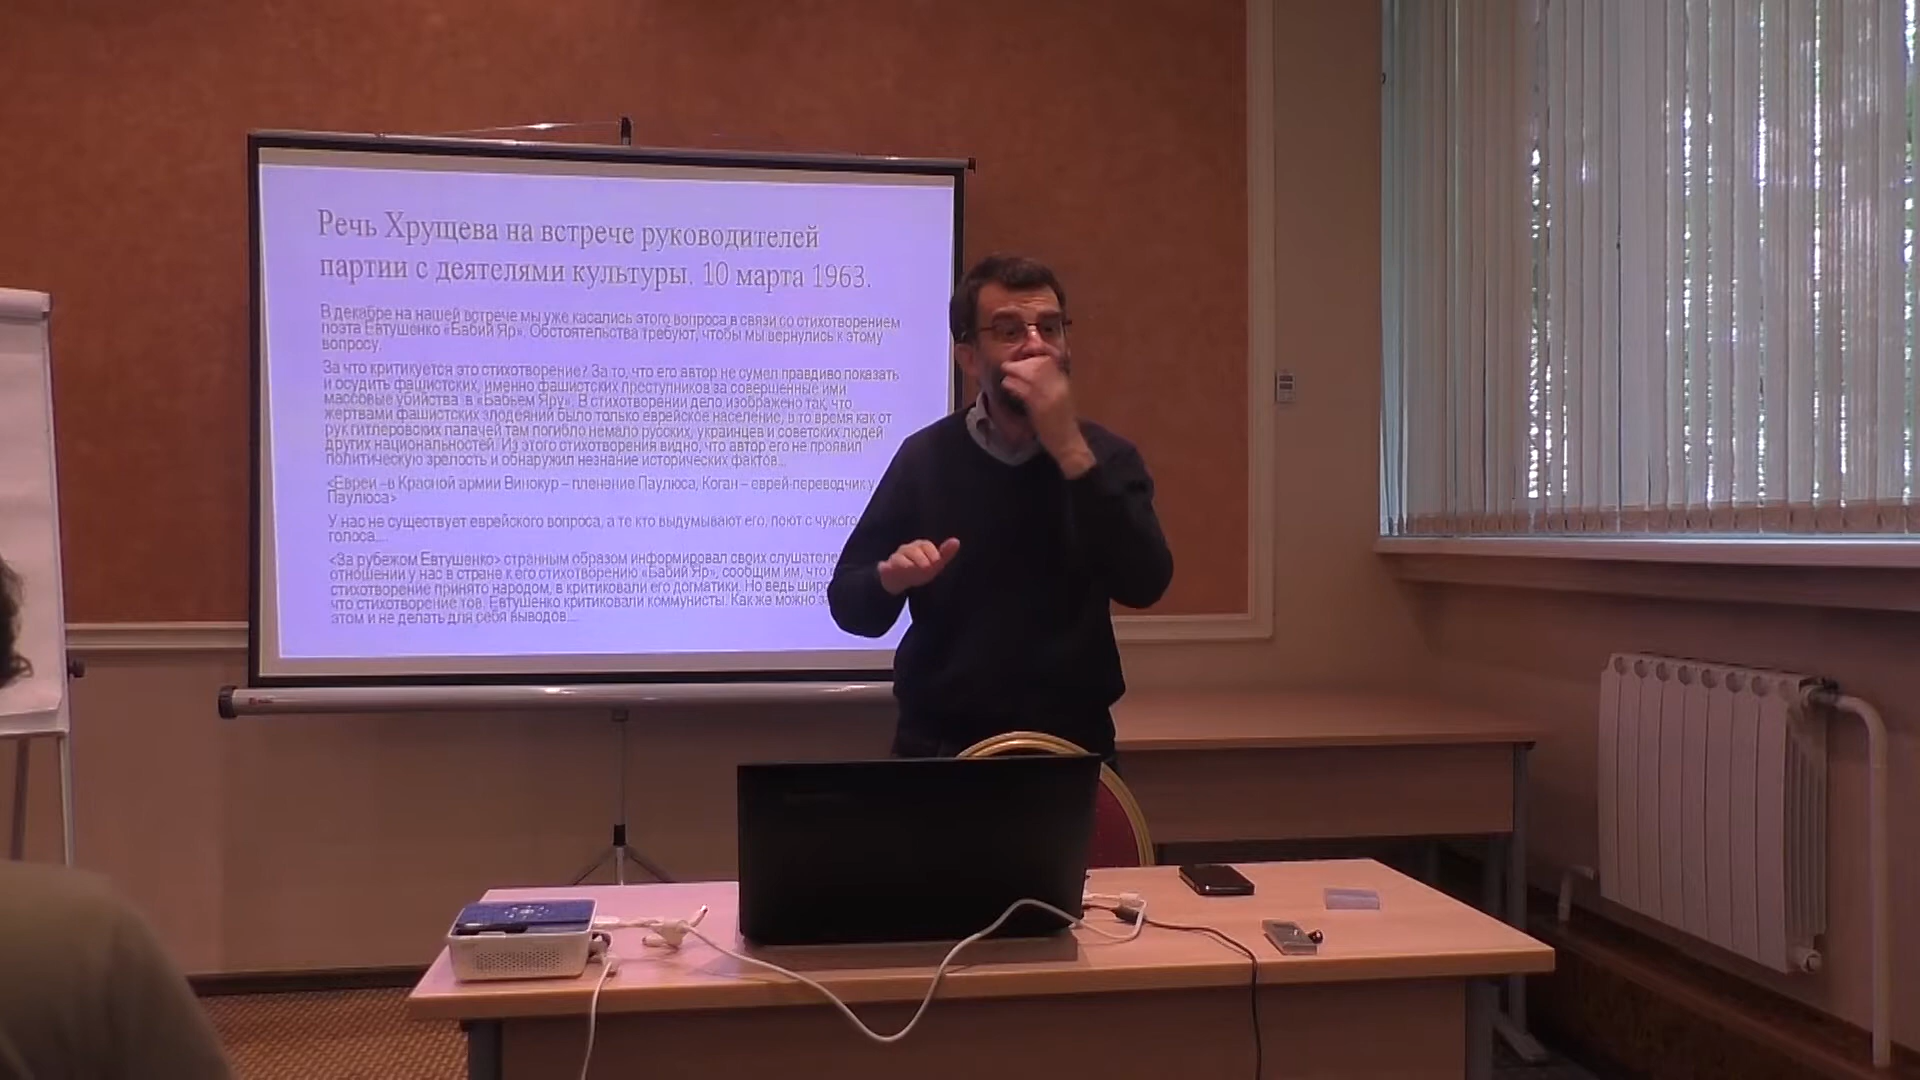 Речь Хрущева на встрече руководителей
партии с деятелями культуры. 10 марта 1963.
В декабре на нашей встрече мы уже касались этого вопроса в связи со стихотворением
поэта Евтушенко «Бабий Яр». Обстоятельства требуют, чтобы мы вернулись к этому
вопросу.
За что критикуется это стихотворение? За то, что его автор не сумел правдиво показать
и осудить фашистских, именно фашистских преступников за совершенные ими
массовые убийства в «Бабьем Яру». В стихотворении дело изображено так, что
жертвами фашистских злодеяний было только еврейское население, в то время как от
рук гитлеровских палачей там погибло немало русских, украинцев и советских людей
других национальностей. Из этого стихотворения видно, что автор его не проявил
политическую зрелость и обнаружил незнание исторических фактов...
<Евреи –в Красной армии Винокур – пленение Паулюса, Коган – еврей-переводчик у
Паулюса>
У нас не существует еврейского вопроса, а те кто выдумывают его, поют с чужого
голоса....
<За рубежом Евтушенко> странным образом информировал своих слушателе
отношении у нас в стране к его стихотворению «Бабий Яр», сообщим им, что
стихотворение принято народом, в критиковали его догматики. Но ведь широ
что стихотворение тов. Евтушенко критиковали коммунисты. Как же можно з
этом и не делать для себя выводов....